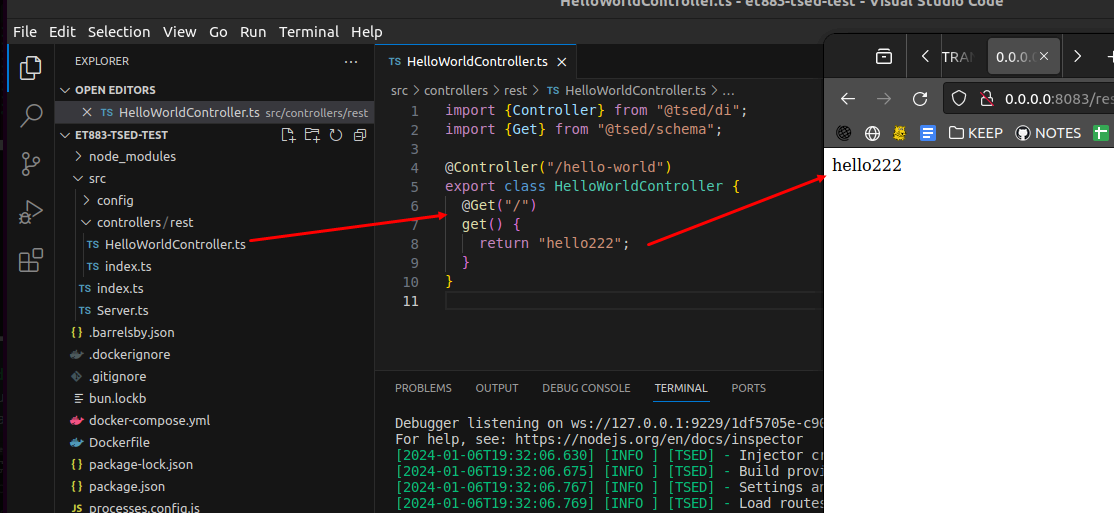 HelloWorldController.ts - et883-tsed-test - Visual Studio Code
File Edit Selection View Go Run Terminal Help
EXPLORER
OPEN EDITORS
TS HelloWorldController.ts src/controllers/rest
ET883-TSED-TEST
node_modules
src
config
controllers / rest
TS HelloWorldController.ts
TS index.ts
TS index.ts
TS Server.ts
{ } .barrelsby.json
.dockerignore
.gitignore
bun.lockb
docker-compose.yml
Dockerfile
{ } package-lock.json
{ } package.json
JS processes.config.js
TS HelloWorldController.ts
src > controllers > rest > TS HelloWorldController.ts > ...
1 import {Controller} from "@tsed/di";
2 import {Get} from "@tsed/schema";
3
4 @Controller("/hello-world")
5 export class HelloWorldController {
6 @Get("/")
7 get() {
8 return "hello222";
9 }
10 }
11
PROBLEMS OUTPUT DEBUG CONSOLE TERMINAL PORTS
Debugger listening on ws://127.0.0.1:9229/1df5705e-c90
For help, see: https://nodejs.org/en/docs/inspector
[2024-01-06T19:32:06.630] [INFO ] [TSED] - Injector cr
[2024-01-06T19:32:06.675] [INFO ] [TSED] - Build provi
[2024-01-06T19:32:06.767] [INFO ] [TSED] - Settings an
[2024-01-06T19:32:06.769] [INFO ] [TSED] - Load routes
TRAN 0.0.0.0
0.0.0.0:8083/res
KEEP NOTES
hello222